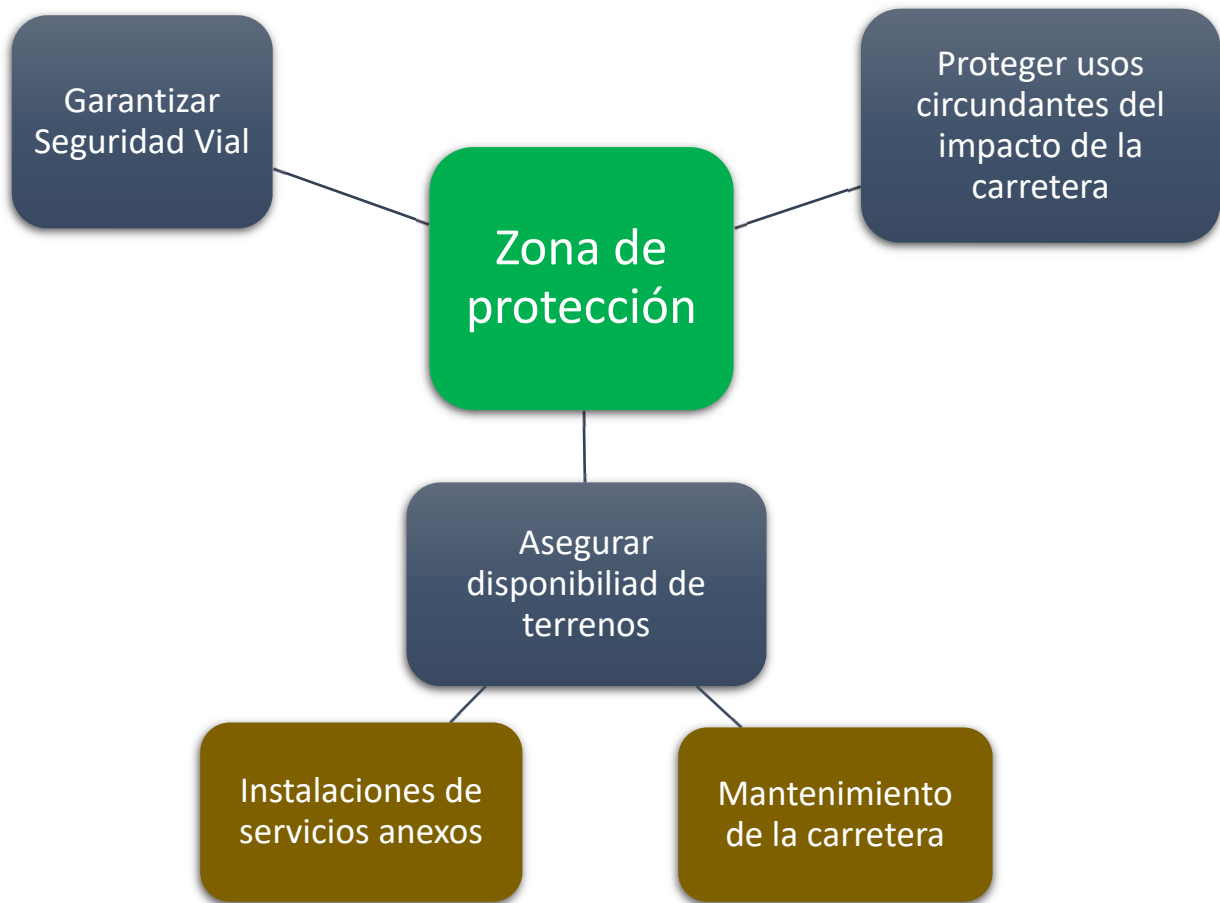 Garantizar
Seguridad Vial
Proteger usos
circundantes del
impacto de la
carretera
Zona de
protección
Asegurar
disponibiliad de
terrenos
Instalaciones de
servicios anexos
Mantenimiento
de la carretera